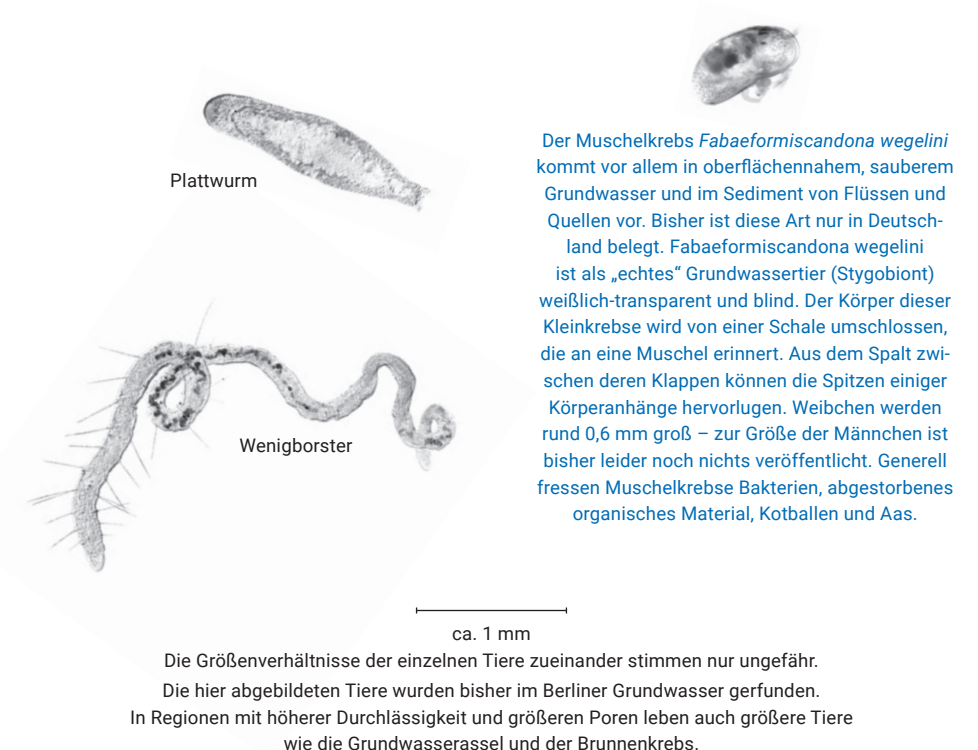 Plattwurm
Der Muschelkrebs Fabaeformiscandona wegelini
kommt vor allem in oberflächennahem, sauberem
Grundwasser und im Sediment von Flüssen und
Quellen vor. Bisher ist diese Art nur in Deutsch-
land belegt. Fabaeformiscandona wegelini
ist als „echtes“ Grundwassertier (Stygobiont)
weißlich-transparent und blind. Der Körper dieser
Kleinkrebse wird von einer Schale umschlossen,
die an eine Muschel erinnert. Aus dem Spalt zwi-
schen deren Klappen können die Spitzen einiger
Körperanhänge hervorlugen. Weibchen werden
rund 0,6 mm groß – zur Größe der Männchen ist
bisher leider noch nichts veröffentlicht. Generell
fressen Muschelkrebse Bakterien, abgestorbenes
organisches Material, Kotballen und Aas.
Wenigborster
ca. 1 mm
Die Größenverhältnisse der einzelnen Tiere zueinander stimmen nur ungefähr.
Die hier abgebildeten Tiere wurden bisher im Berliner Grundwasser gerfunden.
In Regionen mit höherer Durchlässigkeit und größeren Poren leben auch größere Tiere
wie die Grundwasserassel und der Brunnenkrebs.